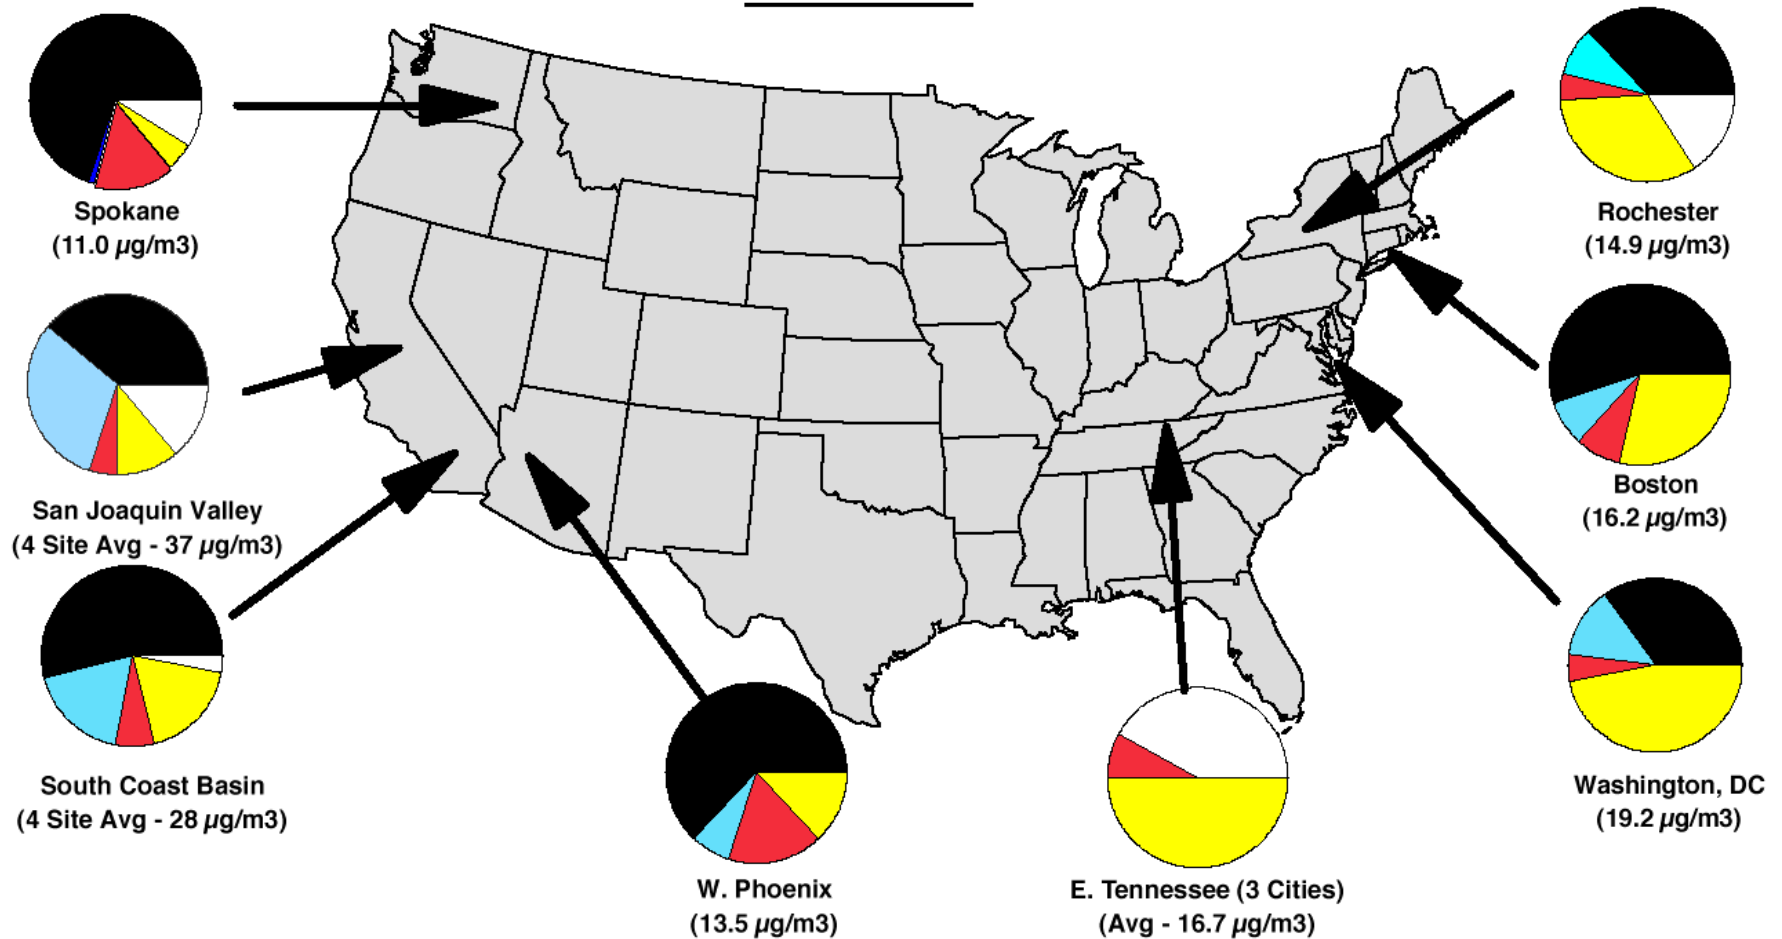 Spokane
(11.0 µg/m3)
Rochester
(14.9 µg/m3)
San Joaquin Valley
(4 Site Avg - 37 µg/m3)
Boston
(16.2 µg/m3)
South Coast Basin
(4 Site Avg - 28 µg/m3)
Washington, DC
(19.2 µg/m3)
W. Phoenix
(13.5 µg/m3)
E. Tennessee (3 Cities)
(Avg - 16.7 µg/m3)